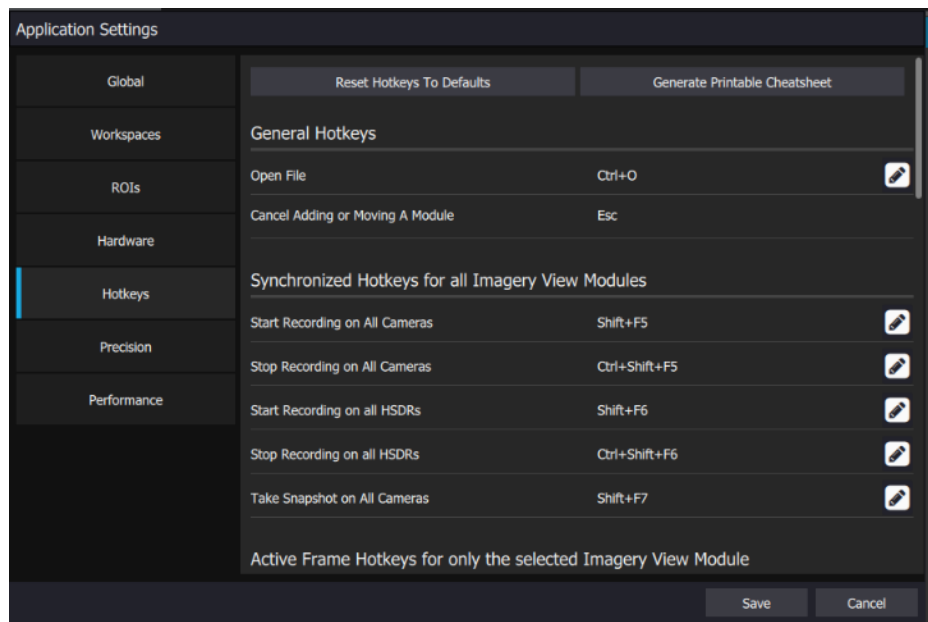 Application Settings
Global
Workspaces
ROIs
Hardware
Hotkeys
Precision
Performance
Reset Hotkeys To Defaults
Generate Printable Cheatsheet
General Hotkeys
Open File Ctrl+O
Cancel Adding or Moving A Module Esc
Synchronized Hotkeys for all Imagery View Modules
Start Recording on All Cameras Shift+F5
Stop Recording on All Cameras Ctrl+Shift+F5
Start Recording on all HSDRs Shift+F6
Stop Recording on all HSDRs Ctrl+Shift+F6
Take Snapshot on All Cameras Shift+F7
Active Frame Hotkeys for only the selected Imagery View Module
Save
Cancel